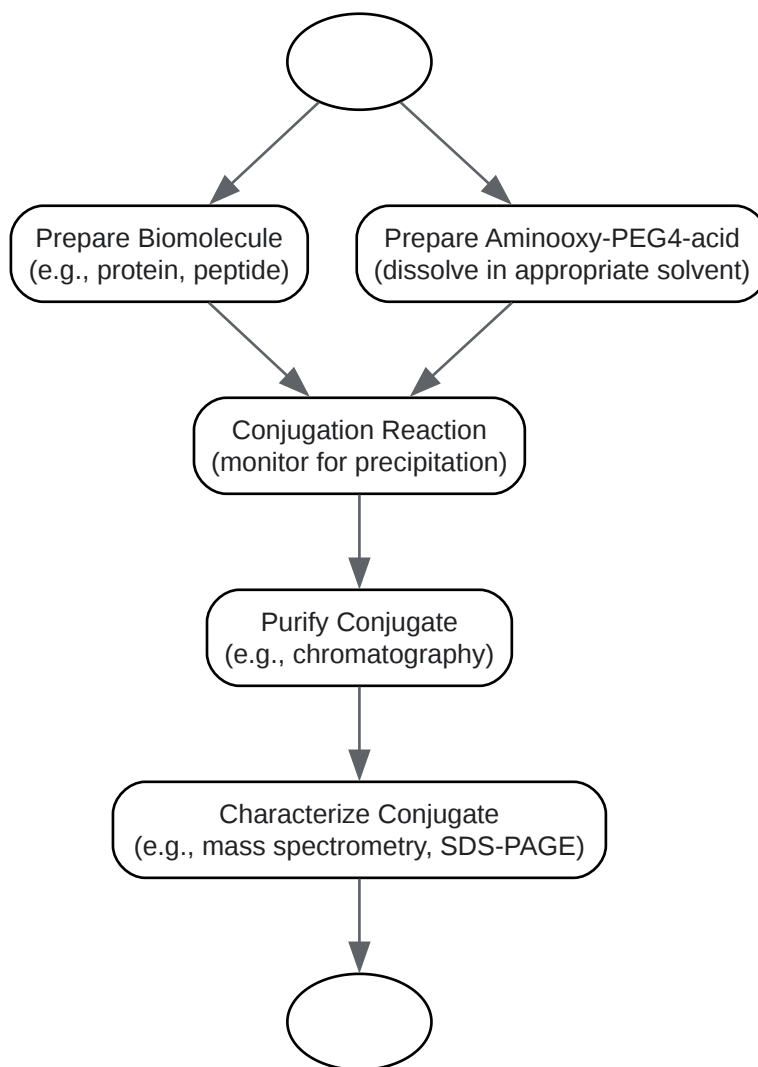 Prepare Biomolecule
(e.g., protein, peptide)
Prepare Aminooxy-PEG4-acid
(dissolve in appropriate solvent)
Conjugation Reaction
(monitor for precipitation)
Purify Conjugate
(e.g., chromatography)
Characterize Conjugate
(e.g., mass spectrometry, SDS-PAGE)